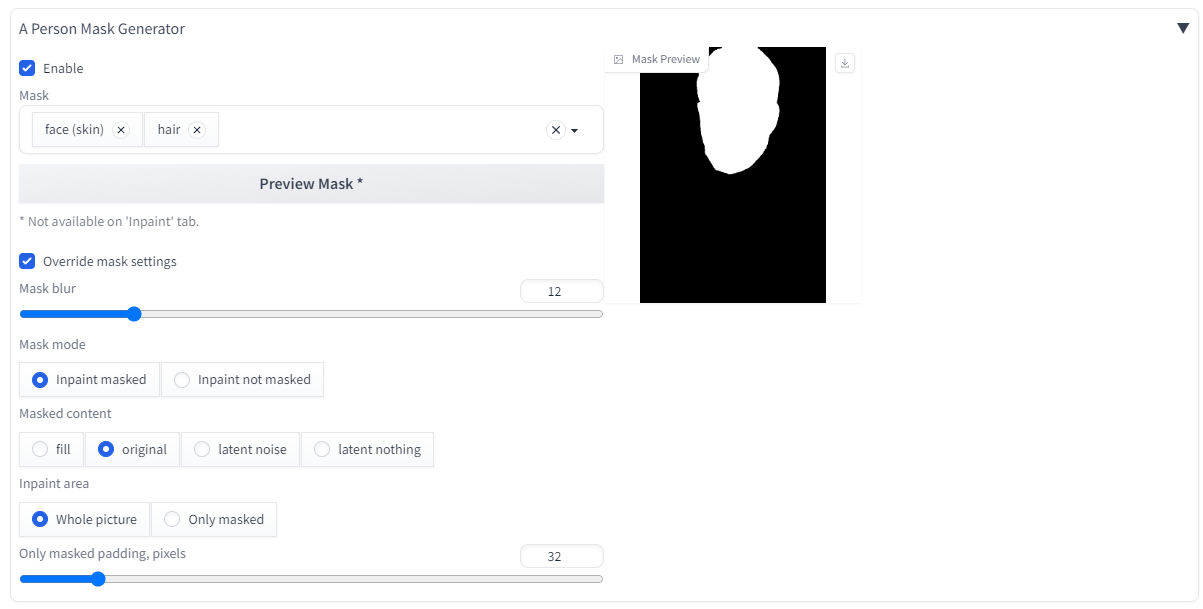 A Person Mask Generator
Enable
Mask Preview
Mask
face (skin) hair
Preview Mask *
* Not available on 'Inpaint' tab.
Override mask settings
Mask blur 12
Mask mode
Inpaint masked Inpaint not masked
Masked content
fill original latent noise latent nothing
Inpaint area
Whole picture Only masked
Only masked padding, pixels 32